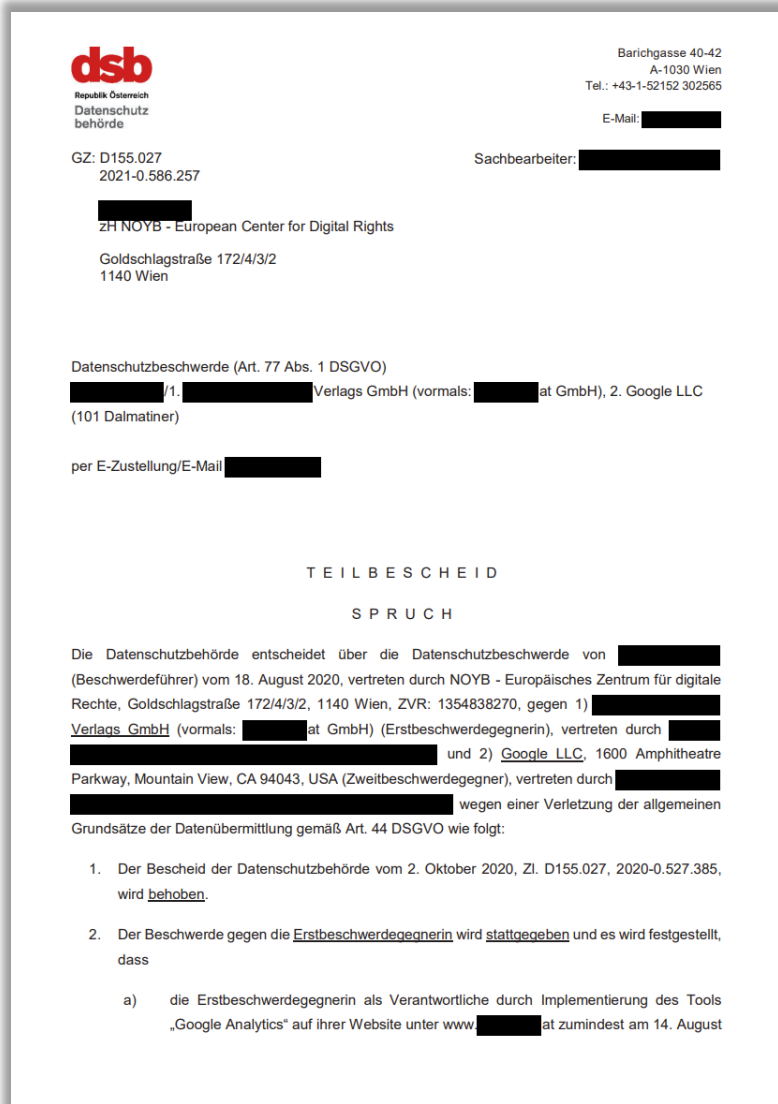 dsb
Republik Österreich
Datenschutz
behörde
Barichgasse 40-42
A-1030 Wien
Tel.: +43-1-52152 302565
E-Mail:
GZ: D155.027
2021-0.586.257
Sachbearbeiter:
zH NOYB - European Center for Digital Rights
Goldschlagstraße 172/4/3/2
1140 Wien
Datenschutzbeschwerde (Art. 77 Abs. 1 DSGVO)
/1. Verlags GmbH (vormals: at GmbH), 2. Google LLC
(101 Dalmatiner)
per E-Zustellung/E-Mail
T E I L B E S C H E I D
S P R U C H
Die Datenschutzbehörde entscheidet über die Datenschutzbeschwerde von
(Beschwerdeführer) vom 18. August 2020, vertreten durch NOYB - Europäisches Zentrum für digitale
Rechte, Goldschlagstraße 172/4/3/2, 1140 Wien, ZVR: 1354838270, gegen 1)
Verlags GmbH (vormals: at GmbH) (Erstbeschwerdegegnerin), vertreten durch
und 2) Google LLC, 1600 Amphitheatre
Parkway, Mountain View, CA 94043, USA (Zweitbeschwerdegegner), vertreten durch
wegen einer Verletzung der allgemeinen
Grundsätze der Datenübermittlung gemäß Art. 44 DSGVO wie folgt:
1. Der Bescheid der Datenschutzbehörde vom 2. Oktober 2020, Zl. D155.027, 2020-0.527.385,
wird behoben.
2. Der Beschwerde gegen die Erstbeschwerdegegnerin wird stattgegeben und es wird festgestellt,
dass
a) die Erstbeschwerdegegnerin als Verantwortliche durch Implementierung des Tools
„Google Analytics“ auf ihrer Website unter www. at zumindest am 14. August